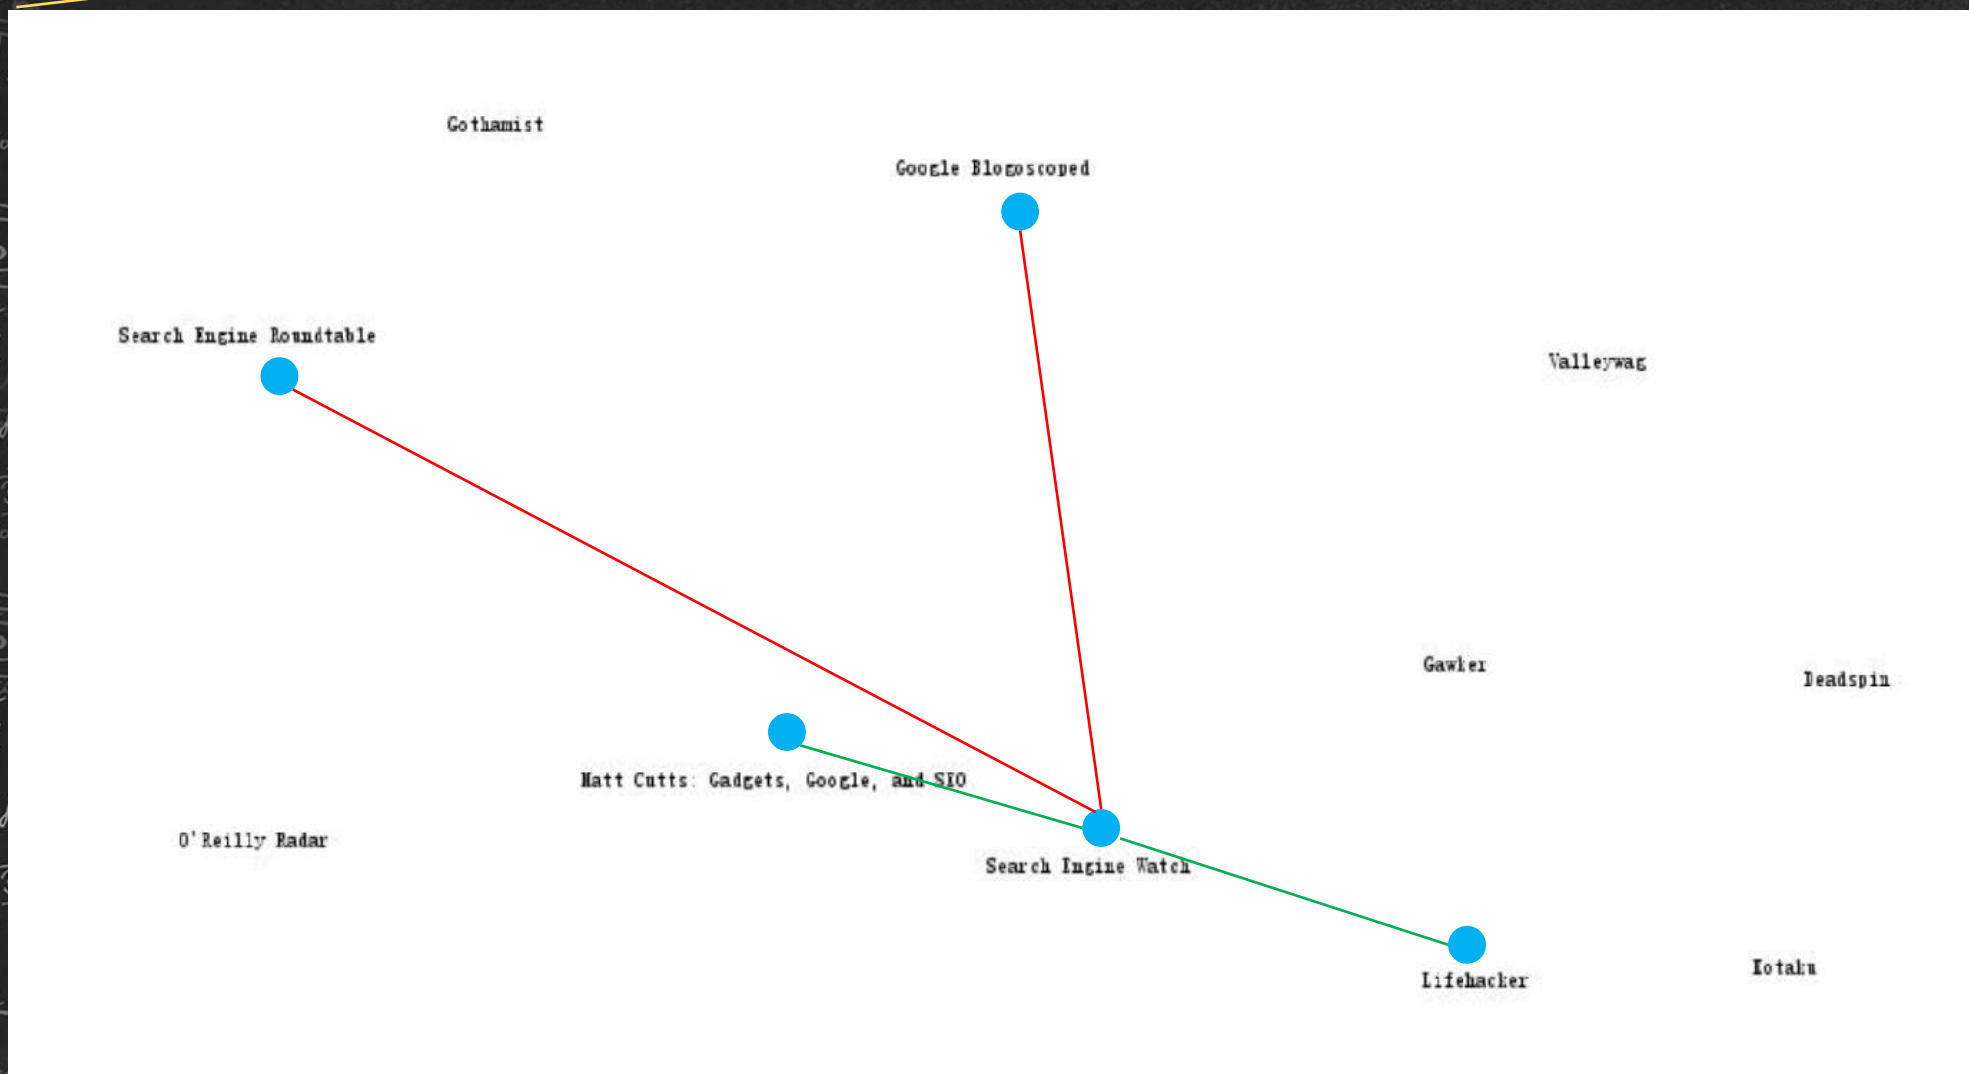 Gothamist
Google Blogoscoped
Search Engine Roundtable
Valleywag
Gawker
Deadspin
Matt Cutts: Gadgets, Google, and SEO
O'Reilly Radar
Search Engine Watch
Kotaku
Lifehacker